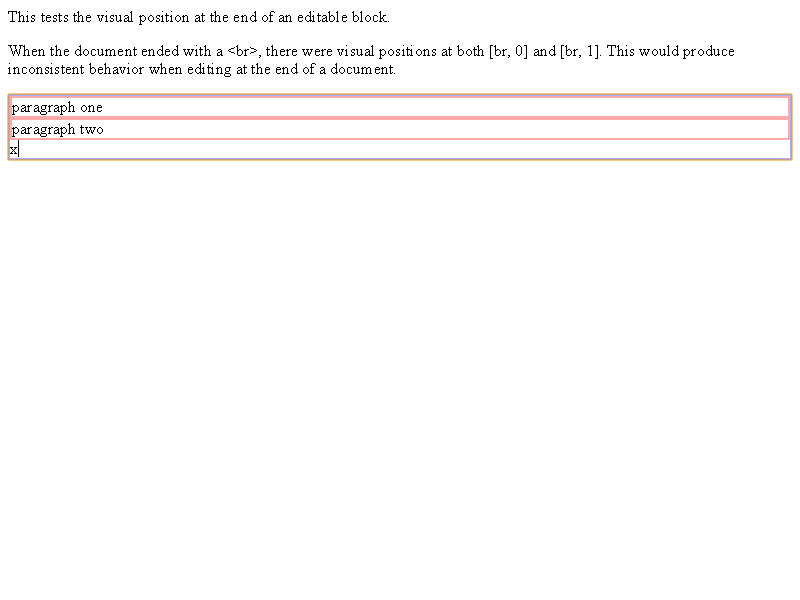 This tests the visual position at the end of an editable block.
When the document ended with a <br>, there were visual positions at both [br, 0] and [br, 1]. This would produce
inconsistent behavior when editing at the end of a document.
paragraph one
paragraph two
x